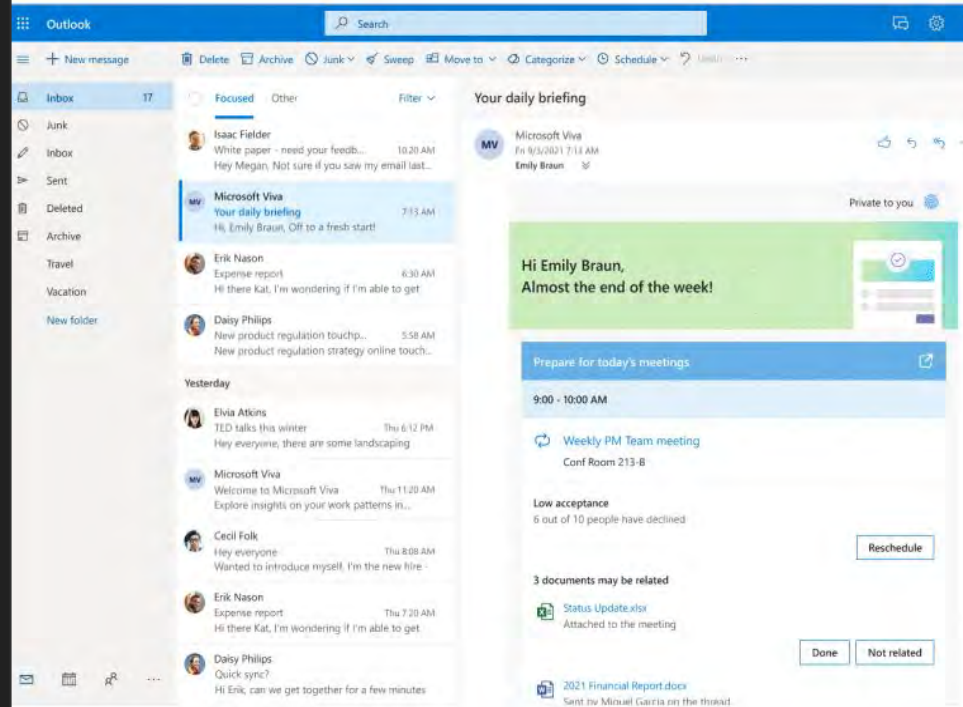 Outlook
Search
New message
Delete
Archive
Junk
Sweep
Move to
Categorize
Schedule
Undo
...
Inbox 17
Junk
Inbox
Sent
Deleted
Archive
Travel
Vacation
New folder
...
Focused Other Filter
Isaac Fielder
White paper - need your feedb... 10:20 AM
Hey Megan, Not sure if you saw my email last...
MV
Microsoft Viva
Your daily briefing 7:13 AM
Hi, Emily Braun, Off to a fresh start!
Erik Nason
Expense report 6:30 AM
Hi there Kat, I'm wondering if I'm able to get
Daisy Philips
New product regulation touchp... 5:58 AM
New product regulation strategy online touch...
Yesterday
Elvia Atkins
TED talks this winter Thu 6:12 PM
Hey everyone, there are some landscaping
MV
Microsoft Viva
Welcome to Microsoft Viva Thu 11:20 AM
Explore insights on your work patterns in...
Cecil Folk
Hey everyone Thu 8:08 AM
Wanted to introduce myself, I'm the new hire -
Erik Nason
Expense report Thu 7:20 AM
Hi there Kat, I'm wondering if I'm able to get
Daisy Philips
Quick sync?
Hi Erik, can we get together for a few minutes
Your daily briefing
MV
Microsoft Viva
Fri 9/3/2021 7:13 AM
Emily Braun
Private to you
Hi Emily Braun,
Almost the end of the week!
Prepare for today's meetings
9:00 - 10:00 AM
Weekly PM Team meeting
Conf Room 213-B
Low acceptance
6 out of 10 people have declined
Reschedule
3 documents may be related
Status Update.xlsx
Attached to the meeting
Done
Not related
2021 Financial Report.docx
Sent by Miguel Garcia on the thread